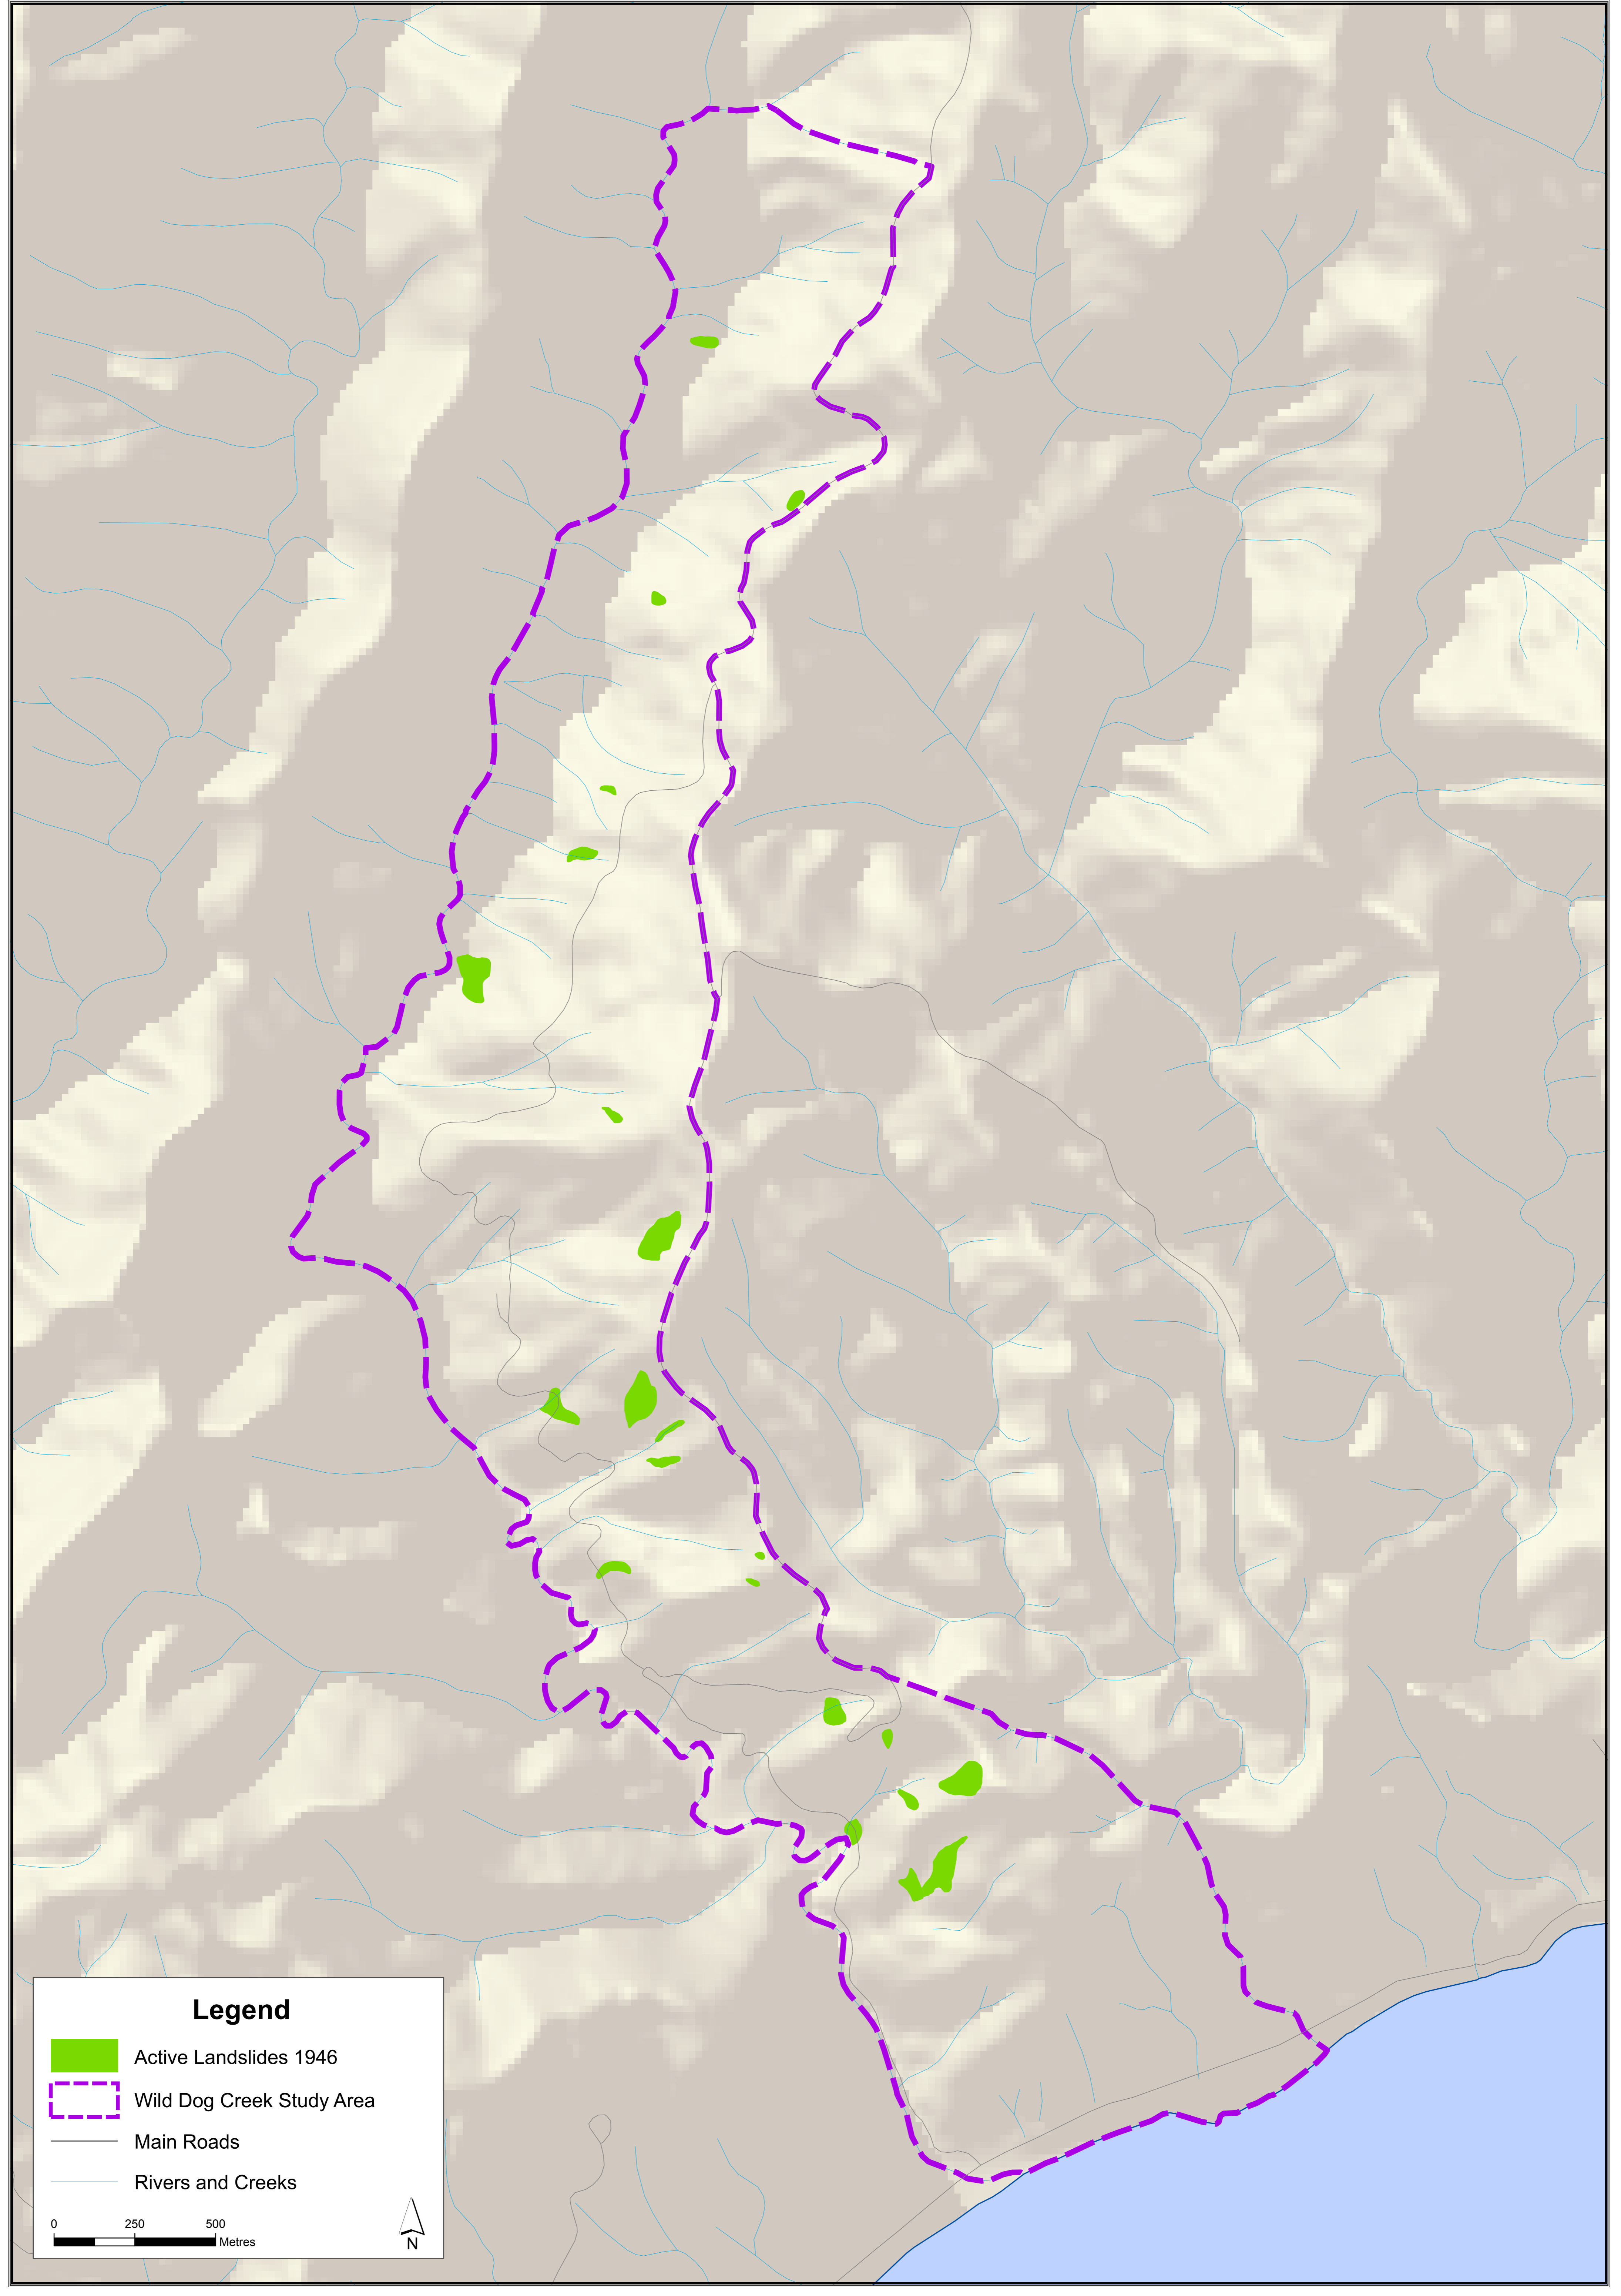 Legend
Active Landslides 1946
Wild Dog Creek Study Area
Main Roads
Rivers and Creeks
0 250 500
Metres
N